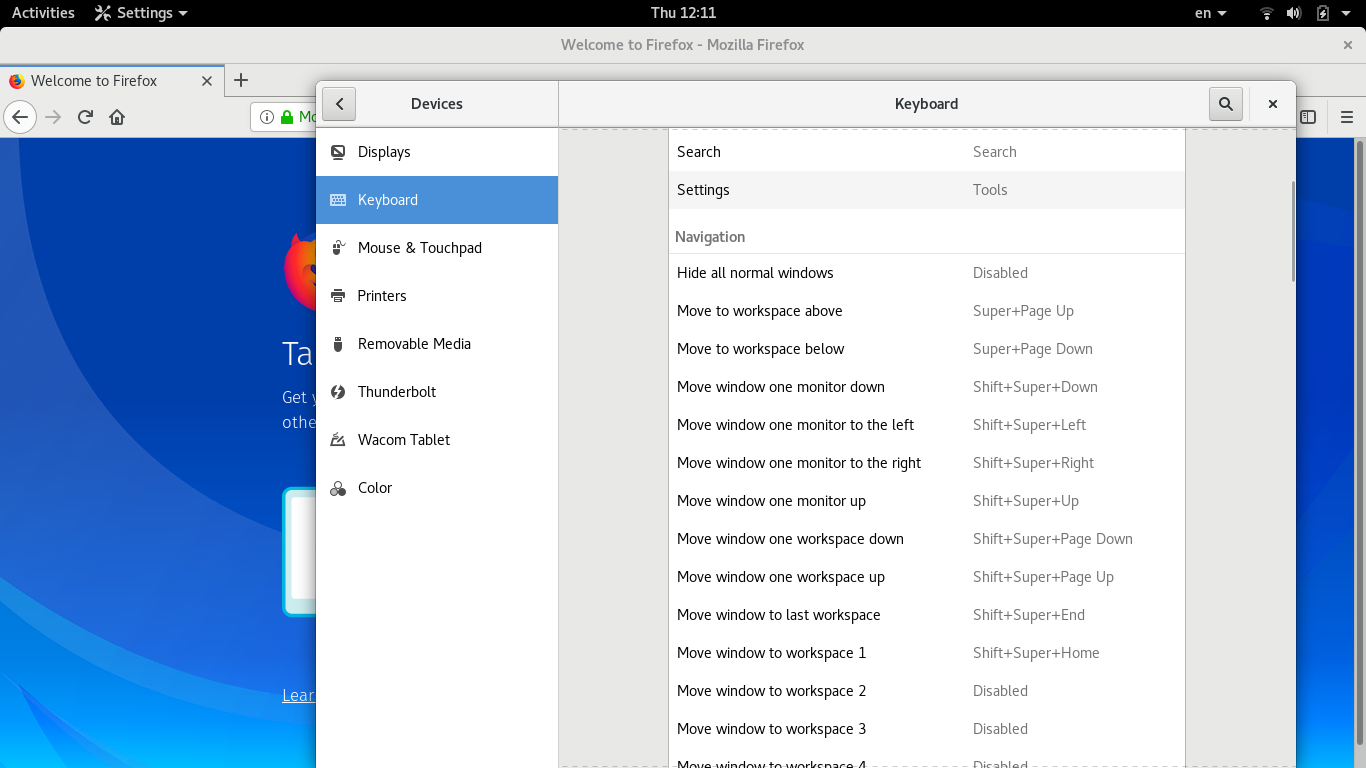 Activities Settings Thu 12:11 en
Welcome to Firefox - Mozilla Firefox
Welcome to Firefox
Devices Keyboard
Mo
Displays
Keyboard
Mouse & Touchpad
Printers
Removable Media
Thunderbolt
Wacom Tablet
Color
Search Search
Settings Tools
Navigation
Hide all normal windows Disabled
Move to workspace above Super+Page Up
Move to workspace below Super+Page Down
Move window one monitor down Shift+Super+Down
Move window one monitor to the left Shift+Super+Left
Move window one monitor to the right Shift+Super+Right
Move window one monitor up Shift+Super+Up
Move window one workspace down Shift+Super+Page Down
Move window one workspace up Shift+Super+Page Up
Move window to last workspace Shift+Super+End
Move window to workspace 1 Shift+Super+Home
Move window to workspace 2 Disabled
Move window to workspace 3 Disabled
Move window to workspace 4 Disabled
Ta
Get y
othe
Lear